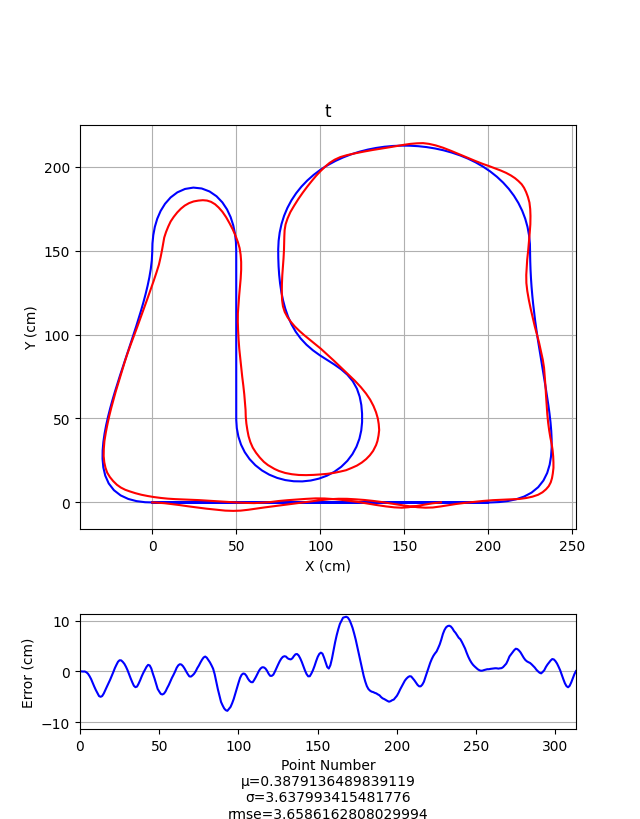 t
200
150
100
50
0
Y (cm)
0 50 100 150 200 250
X (cm)
10
0
−10
Error (cm)
0 50 100 150 200 250 300
Point Number
μ=0.3879136489839119
σ=3.637993415481776
rmse=3.6586162808029994